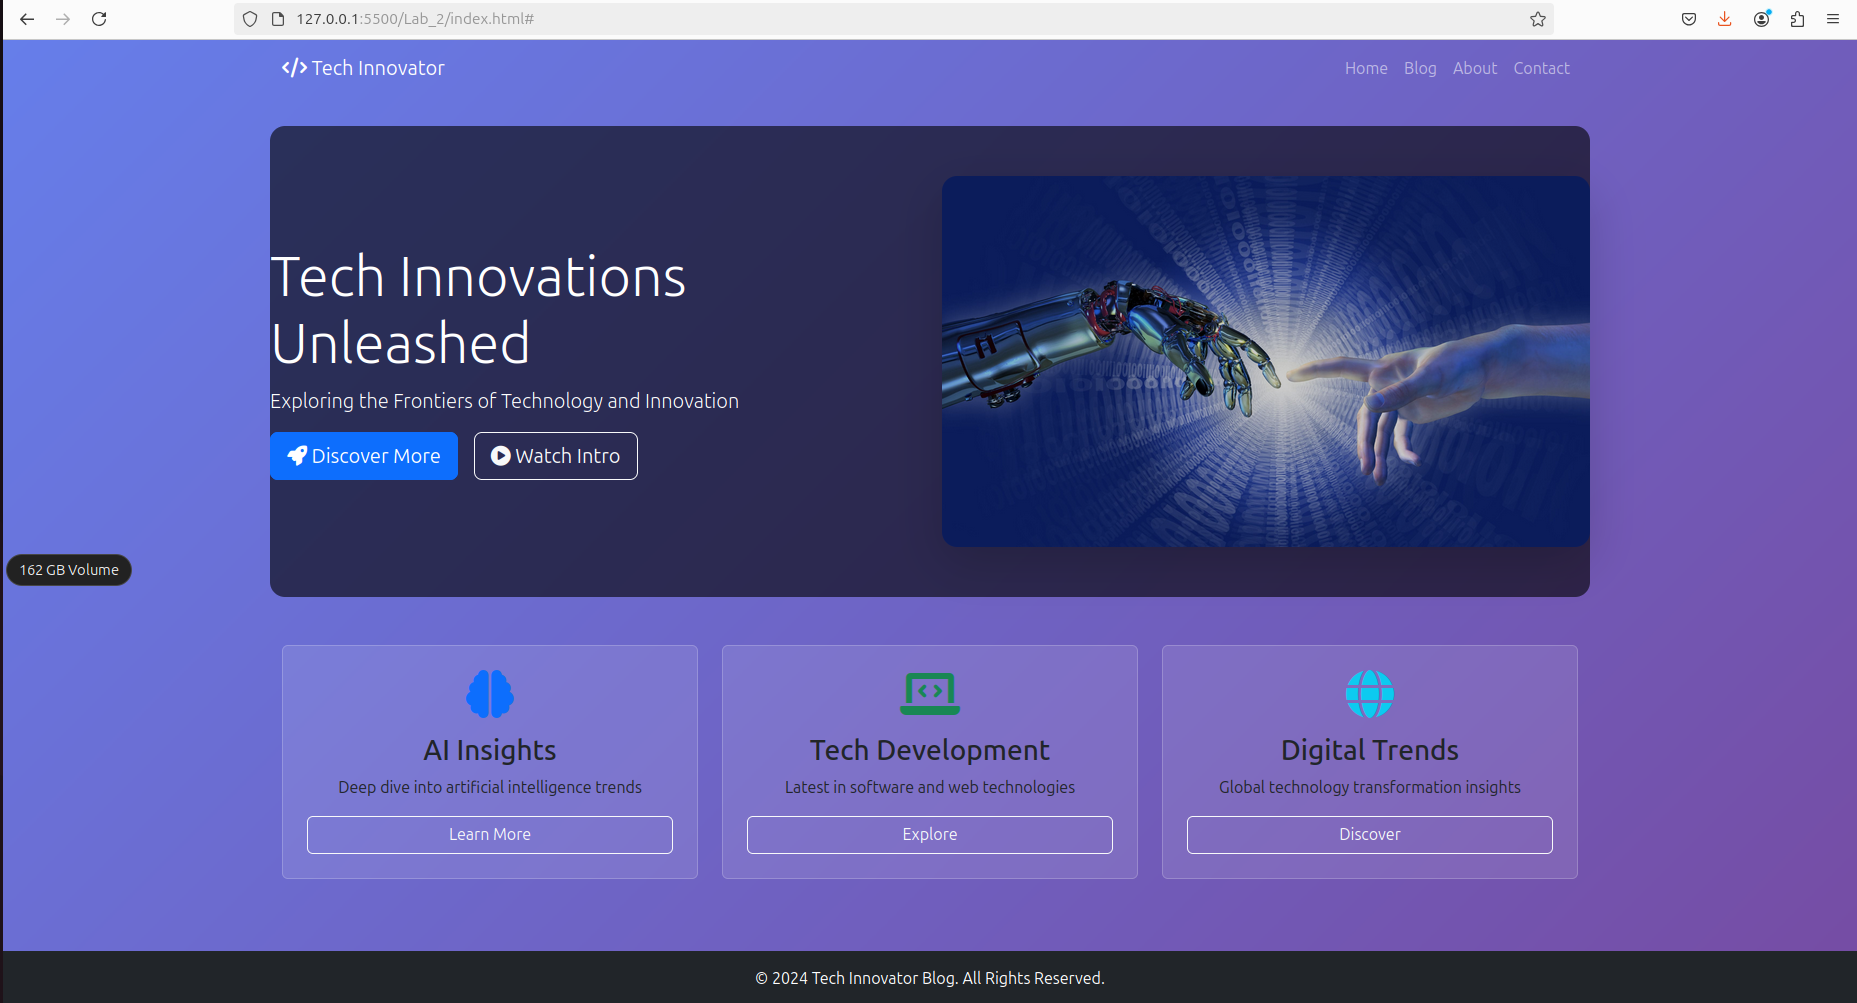 127.0.0.1:5500/Lab_2/index.html#
Tech Innovator
Home Blog About Contact
Tech Innovations
Unleashed
Exploring the Frontiers of Technology and Innovation
Discover More Watch Intro
162 GB Volume
AI Insights
Deep dive into artificial intelligence trends
Learn More
Tech Development
Latest in software and web technologies
Explore
Digital Trends
Global technology transformation insights
Discover
© 2024 Tech Innovator Blog. All Rights Reserved.